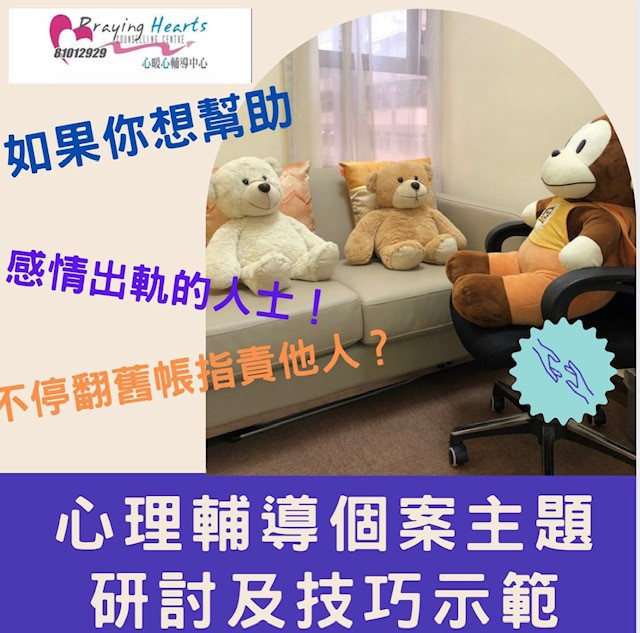 Praying Hearts
COUNSELLING CENTRE
81012929
心暖心輔導中心
如果你想幫助
感情出軌的人士！
不停翻舊帳指責他人？
心理輔導個案主題
研討及技巧示範